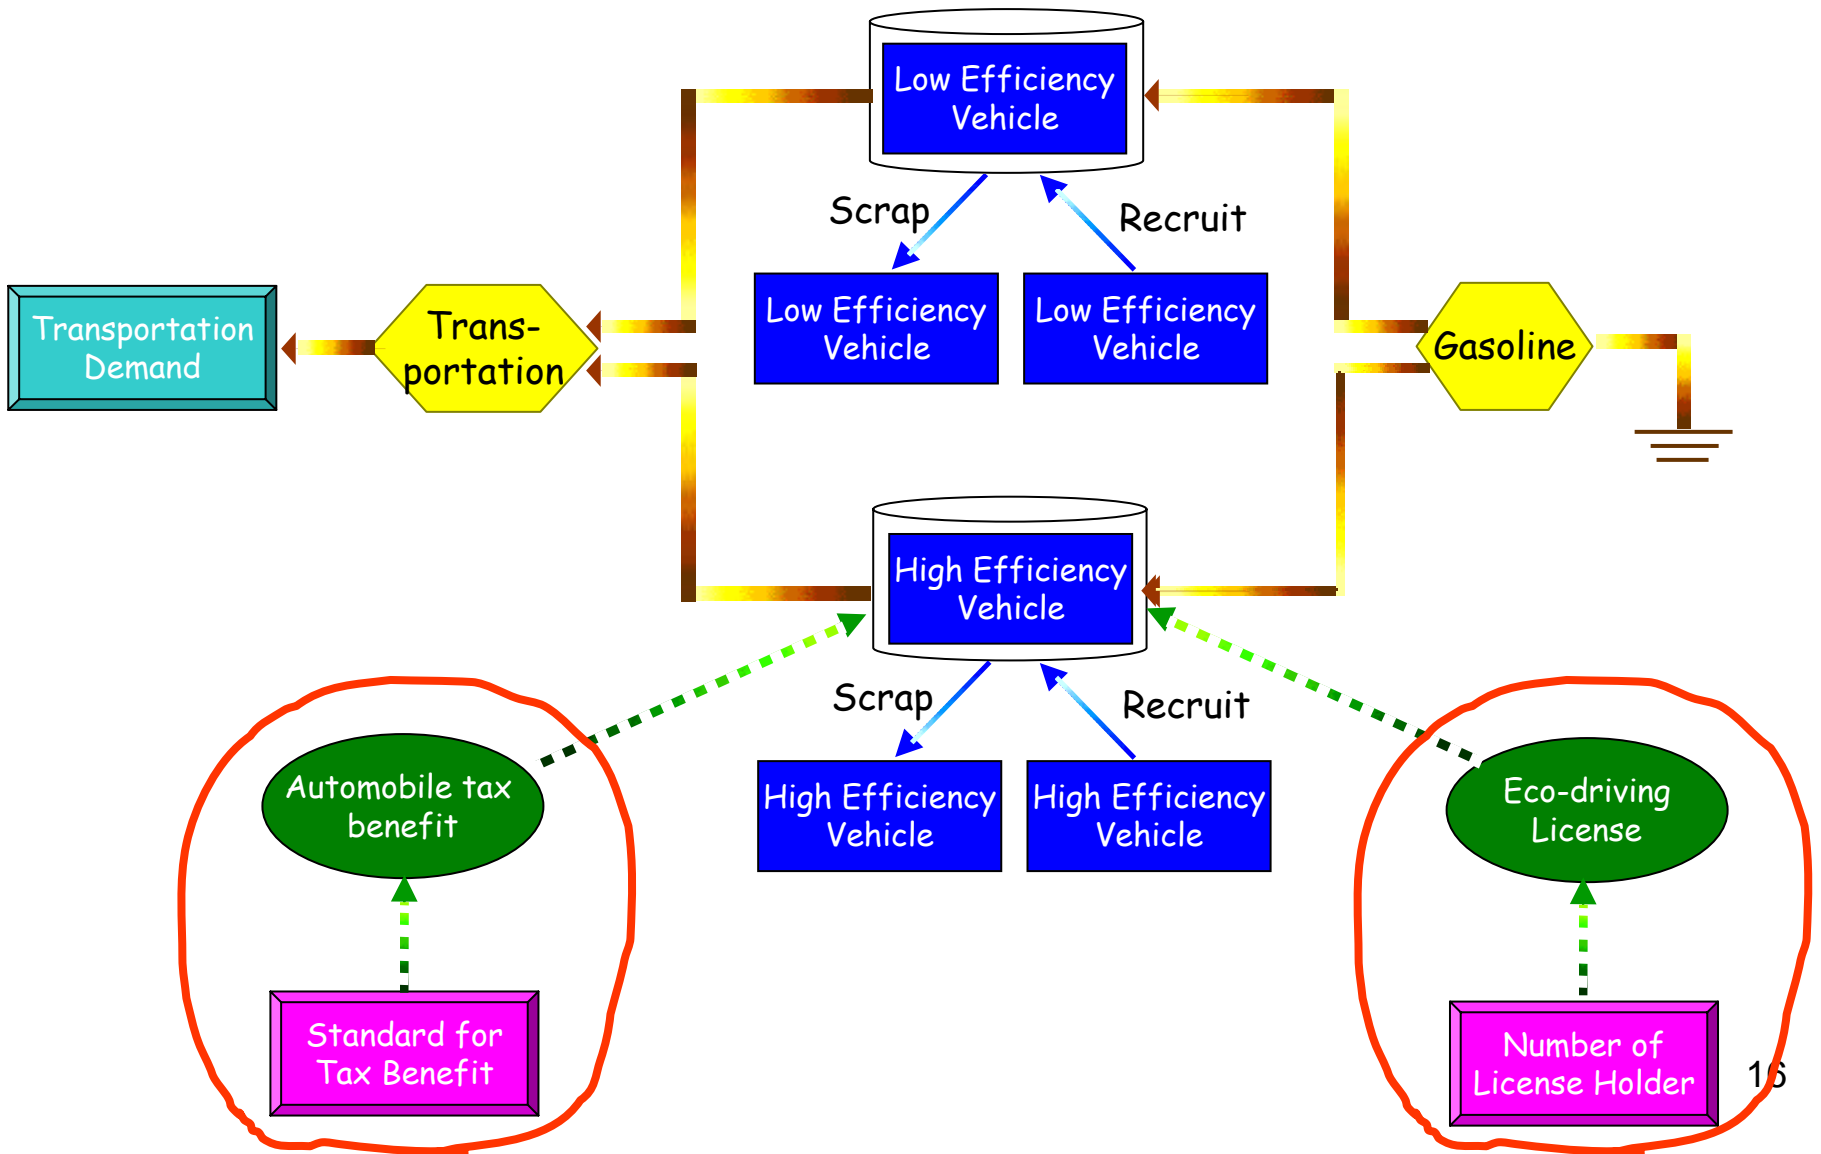 Low Efficiency
Vehicle
Scrap
Recruit
Transportation
Demand
Trans-
portation
Low Efficiency
Vehicle
Low Efficiency
Vehicle
Gasoline
High Efficiency
Vehicle
Scrap
Recruit
Automobile tax
benefit
High Efficiency
Vehicle
High Efficiency
Vehicle
Eco-driving
License
Standard for
Tax Benefit
Number of
License Holder
16